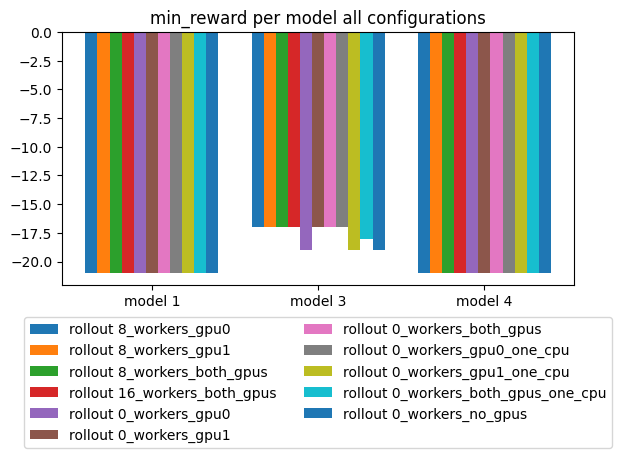 min_reward per model all configurations
0.0
−2.5
−5.0
−7.5
−10.0
−12.5
−15.0
−17.5
−20.0
model 1
model 3
model 4
rollout 8_workers_gpu0
rollout 8_workers_gpu1
rollout 8_workers_both_gpus
rollout 16_workers_both_gpus
rollout 0_workers_gpu0
rollout 0_workers_gpu1
rollout 0_workers_both_gpus
rollout 0_workers_gpu0_one_cpu
rollout 0_workers_gpu1_one_cpu
rollout 0_workers_both_gpus_one_cpu
rollout 0_workers_no_gpus